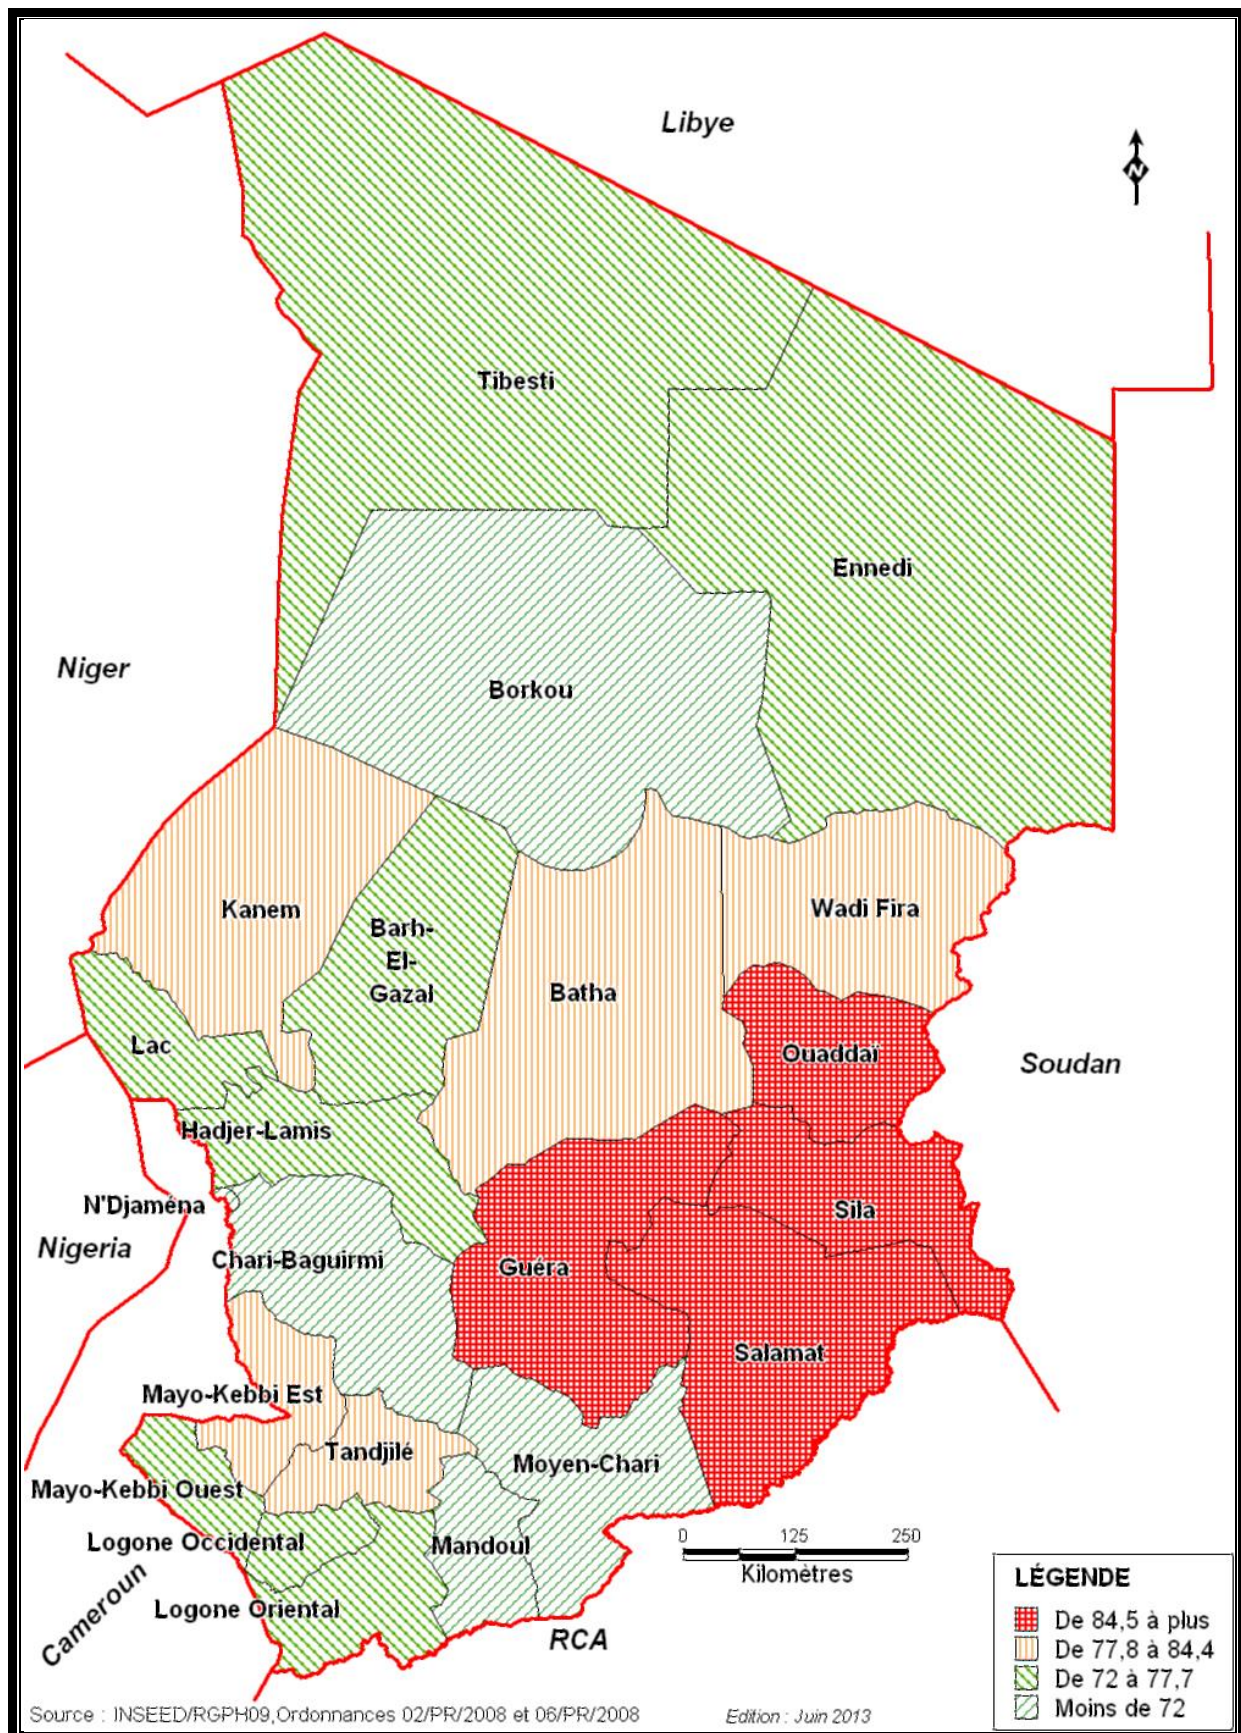 Libye
N
Tibesti
Ennedi
Niger
Borkou
Kanem
Wadi Fira
Barh-
El-
Gazal
Batha
Lac
Ouaddaï
Soudan
Hadjer-Lamis
N'Djaména
Sila
Nigeria
Chari-Baguirmi
Guéra
Salamat
Mayo-Kebbi Est
Tandjilé
Moyen-Chari
Mayo-Kebbi Ouest
Logone Occidental
Mandoul
0 125 250
Kilomètres
Cameroun
Logone Oriental
RCA
LÉGENDE
De 84,5 à plus
De 77,8 à 84,4
De 72 à 77,7
Moins de 72
Source : INSEED/RGPH09,Ordonnances 02/PR/2008 et 06/PR/2008
Edition : Juin 2013